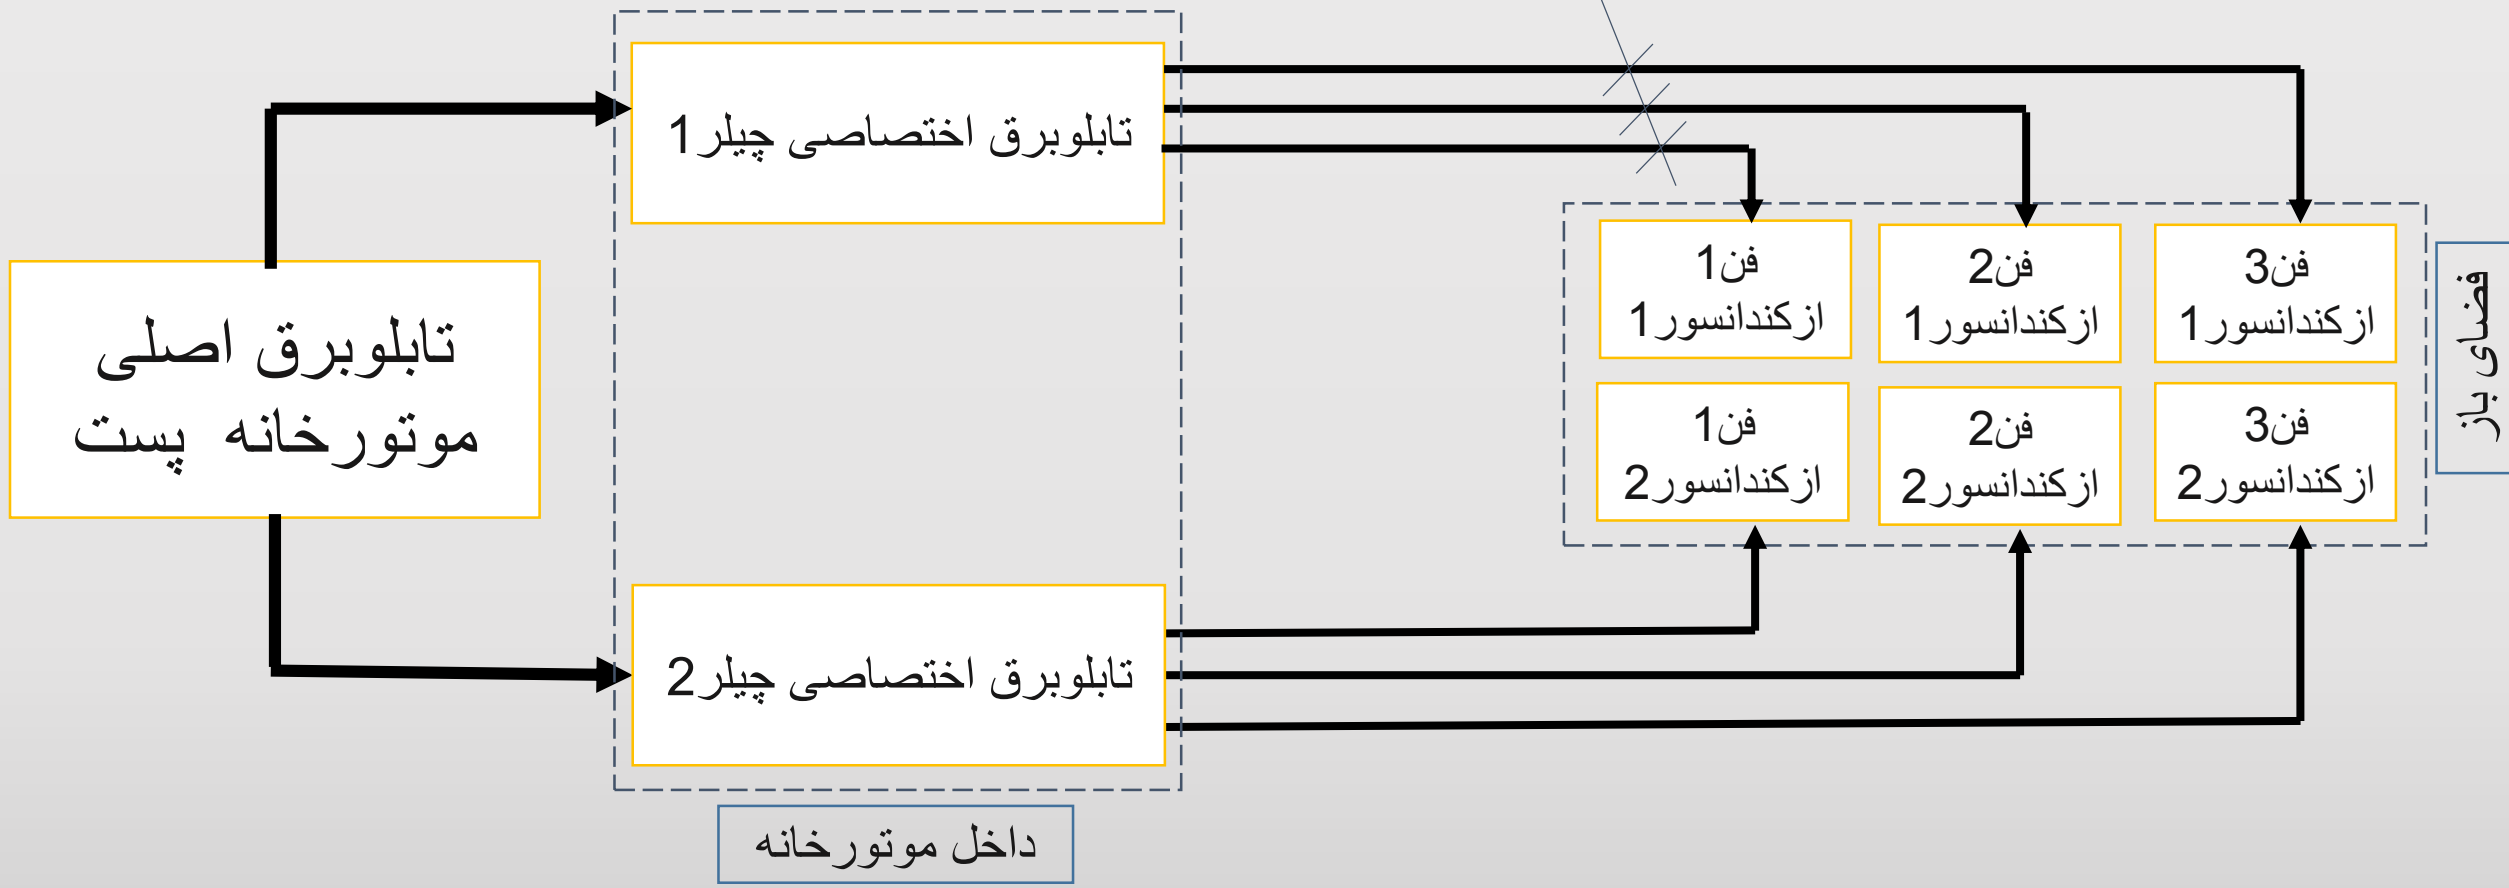 تابلوبرق اصلی
موتورخانه پست
تابلوبرق اختصاصی چیلر1
تابلوبرق اختصاصی چیلر2
داخل موتورخانه
فن1
ازکندانسور1
فن2
ازکندانسور1
فن3
ازکندانسور1
فن1
ازکندانسور2
فن2
ازکندانسور2
فن3
ازکندانسور2
فضای باز